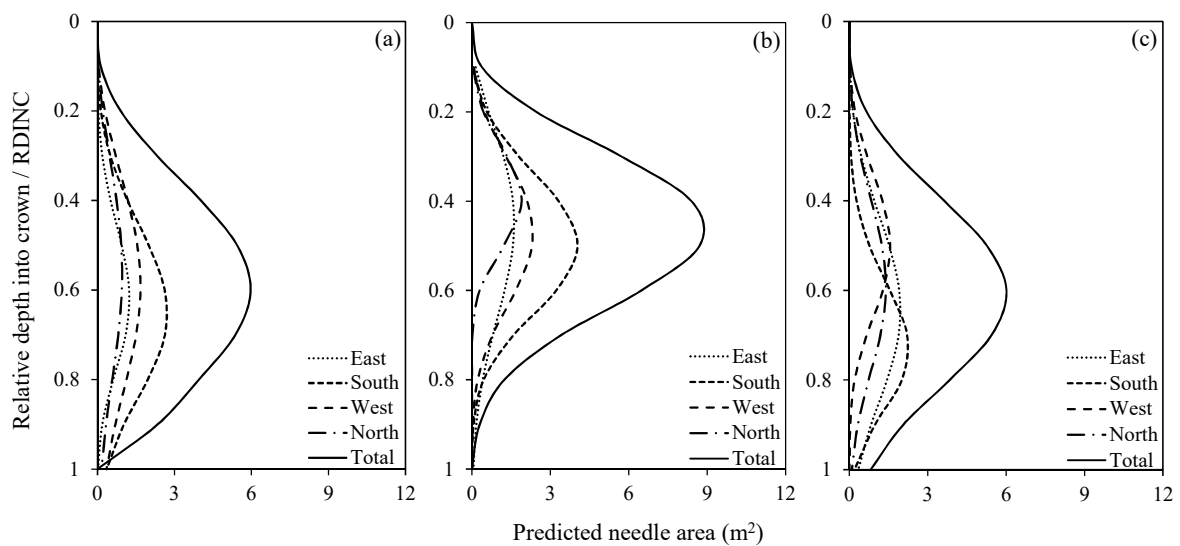 Relative depth into crown / RDINC
0
0.2
0.4
0.6
0.8
1
(a)
East
South
West
North
Total
0 3 6 9 12
0
0.2
0.4
0.6
0.8
1
(b)
East
South
West
North
Total
0 3 6 9 12
0
0.2
0.4
0.6
0.8
1
(c)
East
South
West
North
Total
0 3 6 9 12
Predicted needle area (m²)